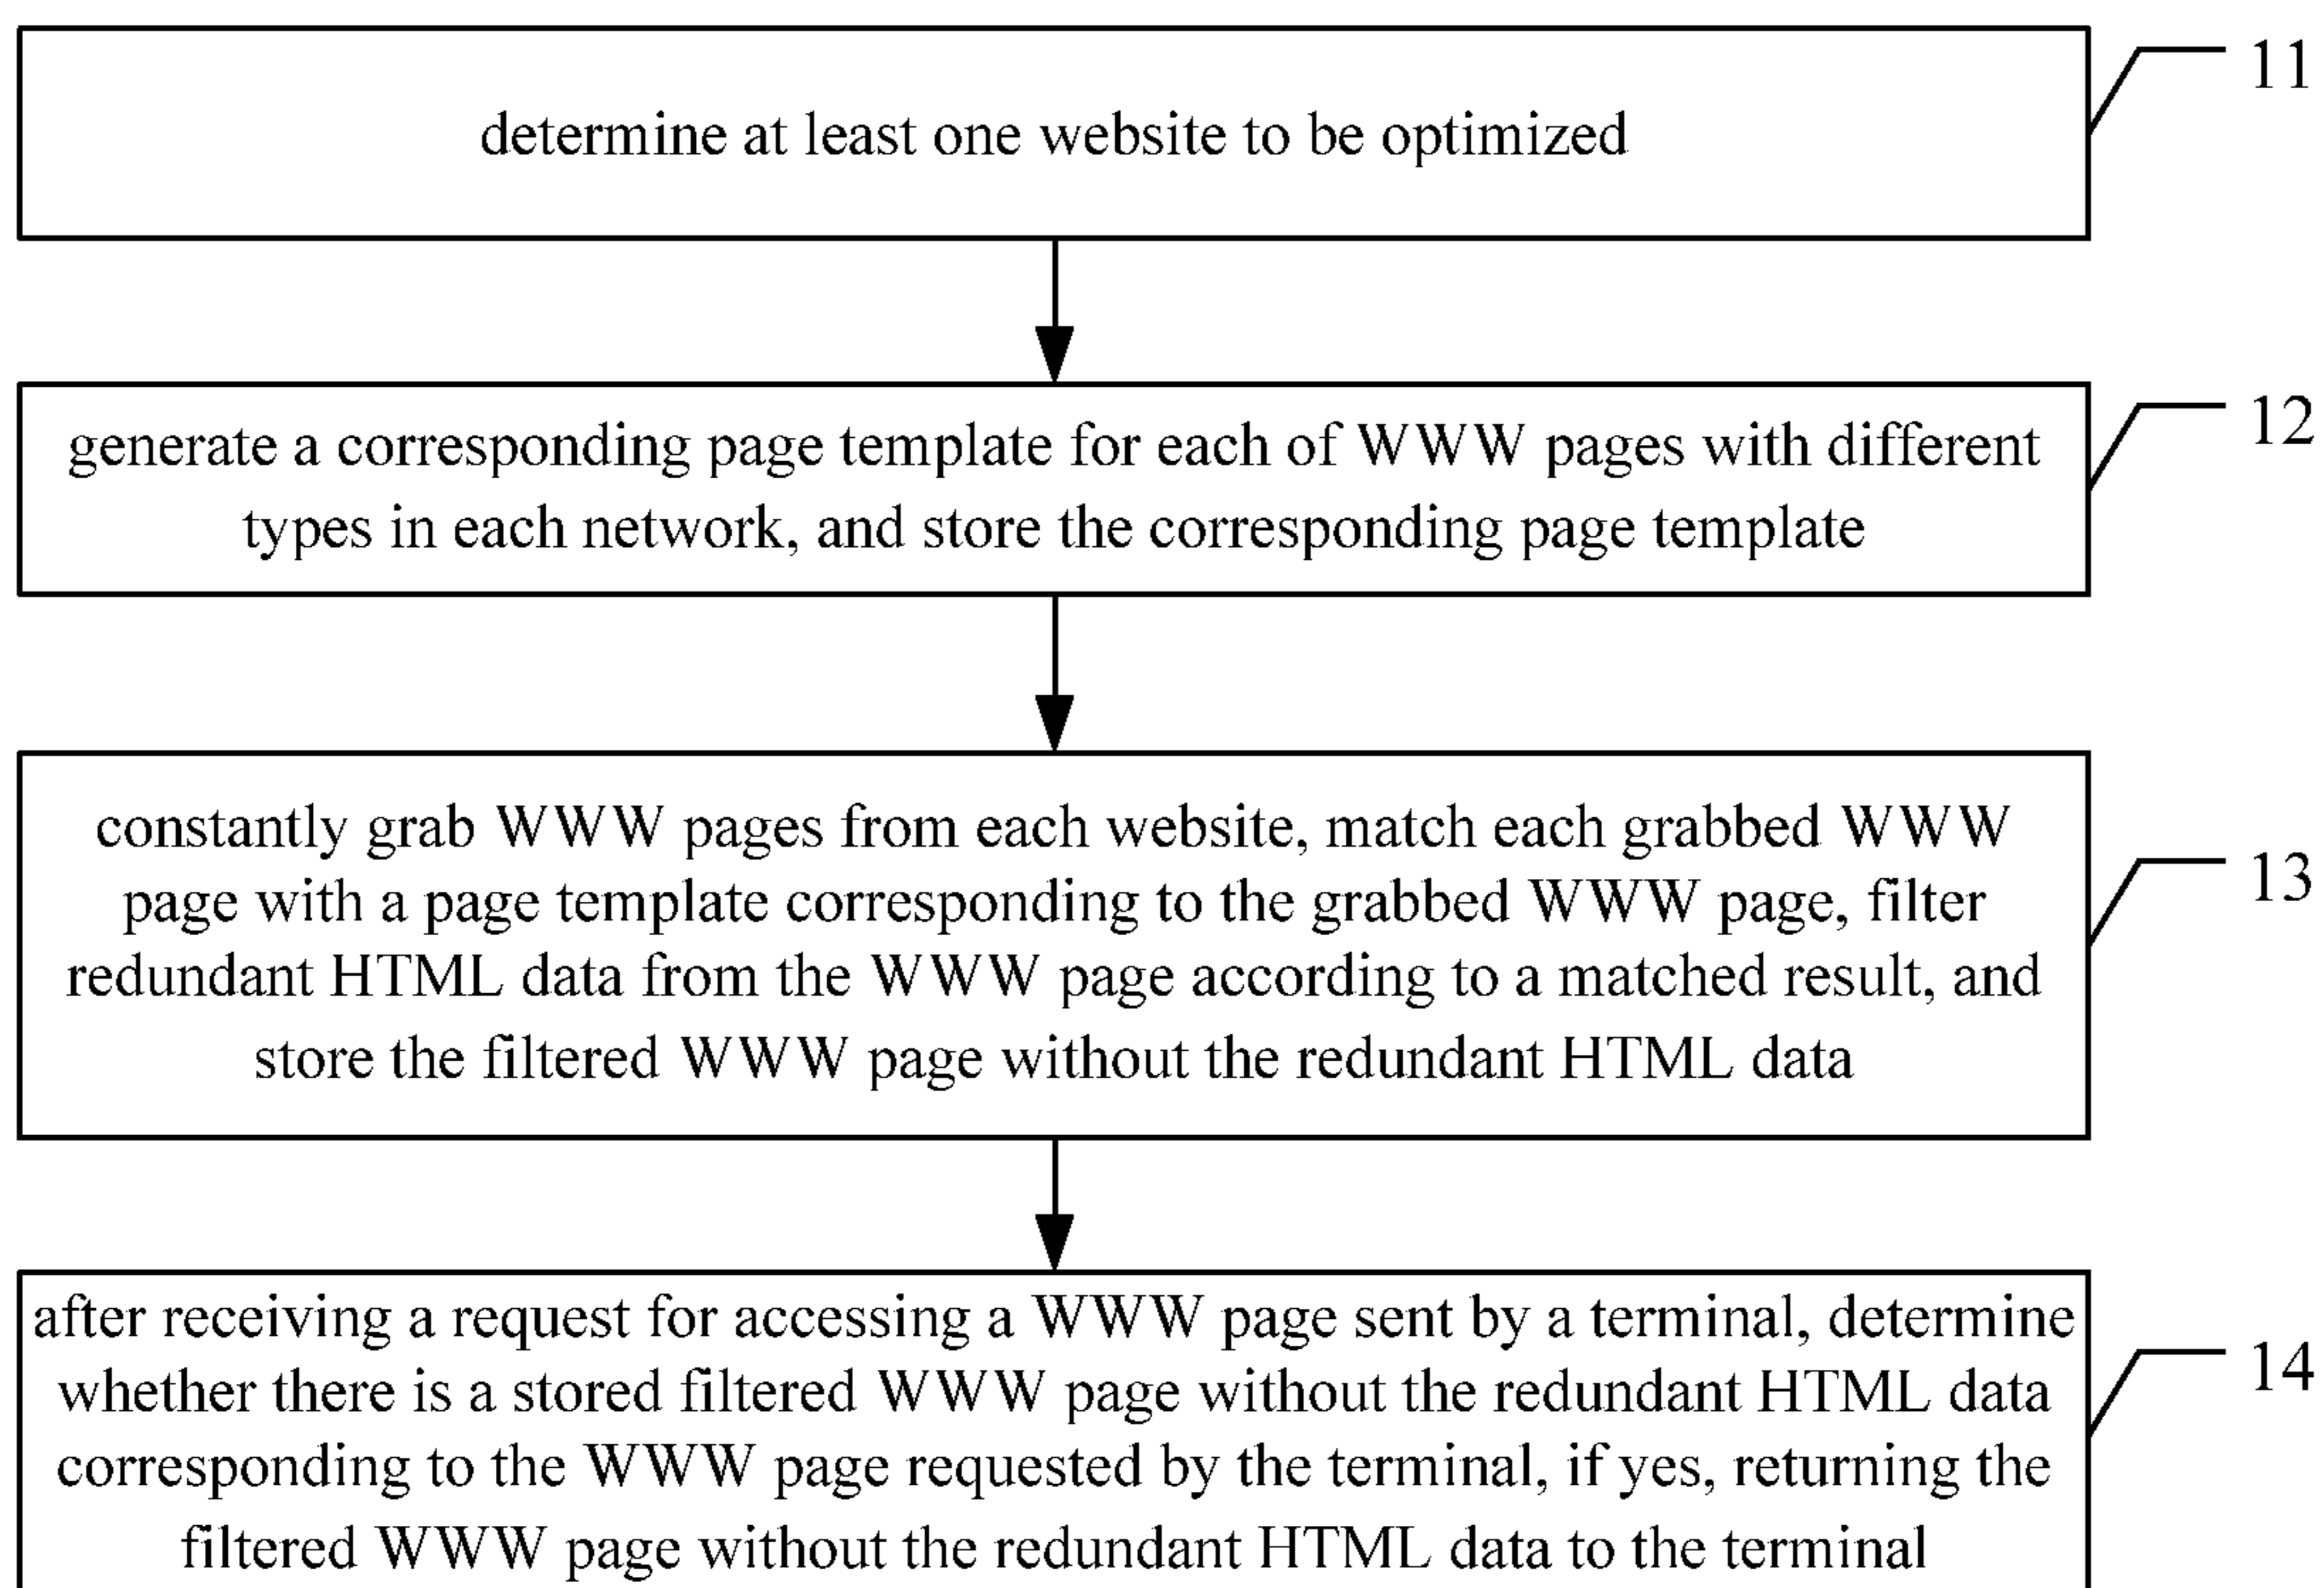 11
determine at least one website to be optimized
12
generate a corresponding page template for each of WWW pages with different
types in each network, and store the corresponding page template
13
constantly grab WWW pages from each website, match each grabbed WWW
page with a page template corresponding to the grabbed WWW page, filter
redundant HTML data from the WWW page according to a matched result, and
store the filtered WWW page without the redundant HTML data
14
after receiving a request for accessing a WWW page sent by a terminal, determine
whether there is a stored filtered WWW page without the redundant HTML data
corresponding to the WWW page requested by the terminal, if yes, returning the
filtered WWW page without the redundant HTML data to the terminal